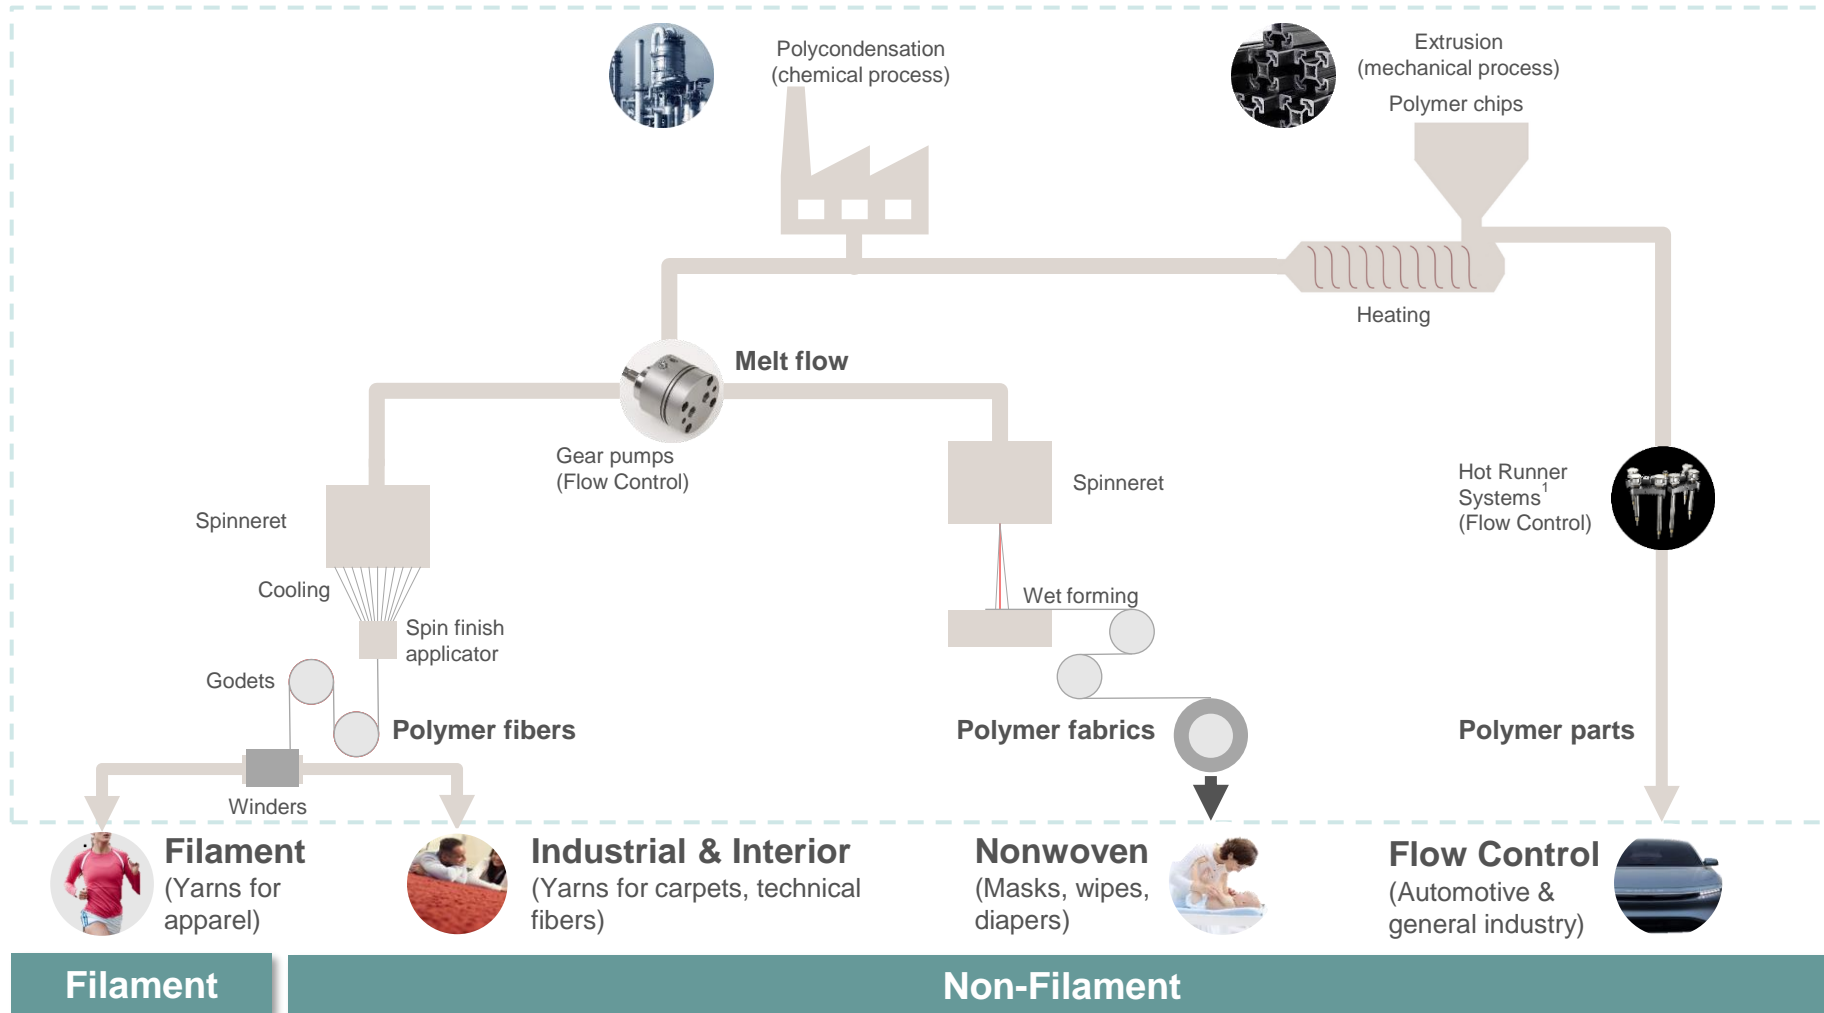 Polycondensation
(chemical process)
Extrusion
(mechanical process)
Polymer chips
Heating
Melt flow
Gear pumps
(Flow Control)
Spinneret
Cooling
Spin finish
applicator
Godets
Polymer fibers
Winders
Spinneret
Wet forming
Polymer fabrics
Hot Runner
Systems1
(Flow Control)
Polymer parts
Filament
(Yarns for
apparel)
Industrial & Interior
(Yarns for carpets, technical
fibers)
Nonwoven
(Masks, wipes,
diapers)
Flow Control
(Automotive &
general industry)
Filament
Non-Filament